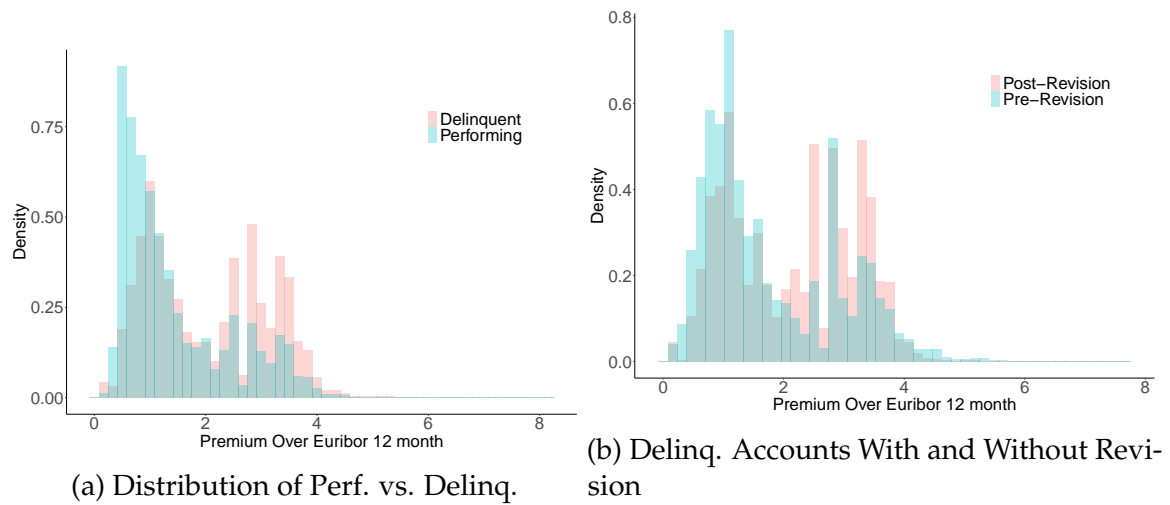 0.75
0.50
0.25
0.00
Density
Delinquent
Performing
0 2 4 6 8
Premium Over Euribor 12 month
(a) Distribution of Perf. vs. Delinq.
0.8
0.6
0.4
0.2
0.0
Density
Post−Revision
Pre−Revision
0 2 4 6 8
Premium Over Euribor 12 month
(b) Delinq. Accounts With and Without Revi-
sion